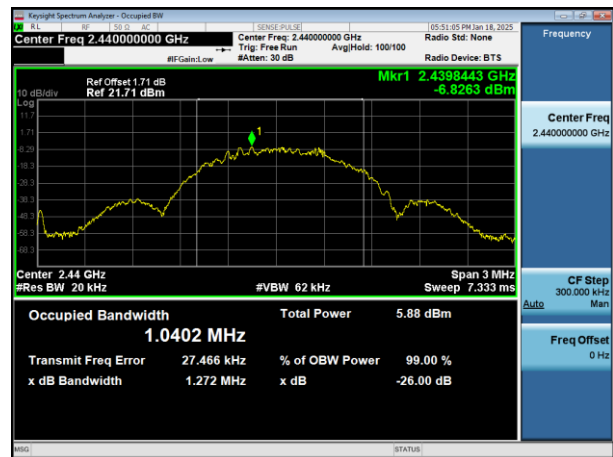 Keysight Spectrum Analyzer - Occupied BW
RL RF 50 Ω AC SENSE:PULSE 05:51:05 PM Jan 18, 2025
Center Freq 2.440000000 GHz
Center Freq: 2.440000000 GHz
Radio Std: None
Trig: Free Run Avg|Hold: 100/100
#IFGain:Low #Atten: 30 dB Radio Device: BTS
Frequency
Ref Offset 1.71 dB
Mkr1 2.4398443 GHz
10 dB/div Ref 21.71 dBm -6.8263 dBm
Log
11.7
1.71
-8.29
-18.3
-28.3
-38.3
-48.3
-58.3
-68.3
1
Center Freq
2.440000000 GHz
Center 2.44 GHz Span 3 MHz
#Res BW 20 kHz #VBW 62 kHz Sweep 7.333 ms
CF Step
300.000 kHz
Auto Man
Occupied Bandwidth Total Power 5.88 dBm
1.0402 MHz
Transmit Freq Error 27.466 kHz % of OBW Power 99.00 %
x dB Bandwidth 1.272 MHz x dB -26.00 dB
Freq Offset
0 Hz
MSG STATUS